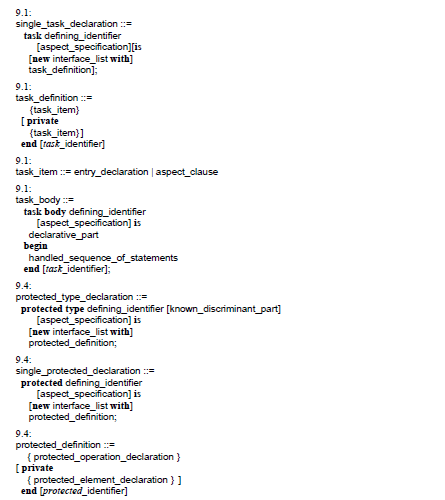 9.1:
single_task_declaration ::=
task defining_identifier
[aspect_specification][is
[new interface_list with]
task_definition];
9.1:
task_definition ::=
{task_item}
[ private
{task_item}]
end [task_identifier]
9.1:
task_item ::= entry_declaration | aspect_clause
9.1:
task_body ::=
task body defining_identifier
[aspect_specification] is
declarative_part
begin
handled_sequence_of_statements
end [task_identifier];
9.4:
protected_type_declaration ::=
protected type defining_identifier [known_discriminant_part]
[aspect_specification] is
[new interface_list with]
protected_definition;
9.4:
single_protected_declaration ::=
protected defining_identifier
[aspect_specification] is
[new interface_list with]
protected_definition;
9.4:
protected_definition ::=
{ protected_operation_declaration }
[ private
{ protected_element_declaration } ]
end [protected_identifier]